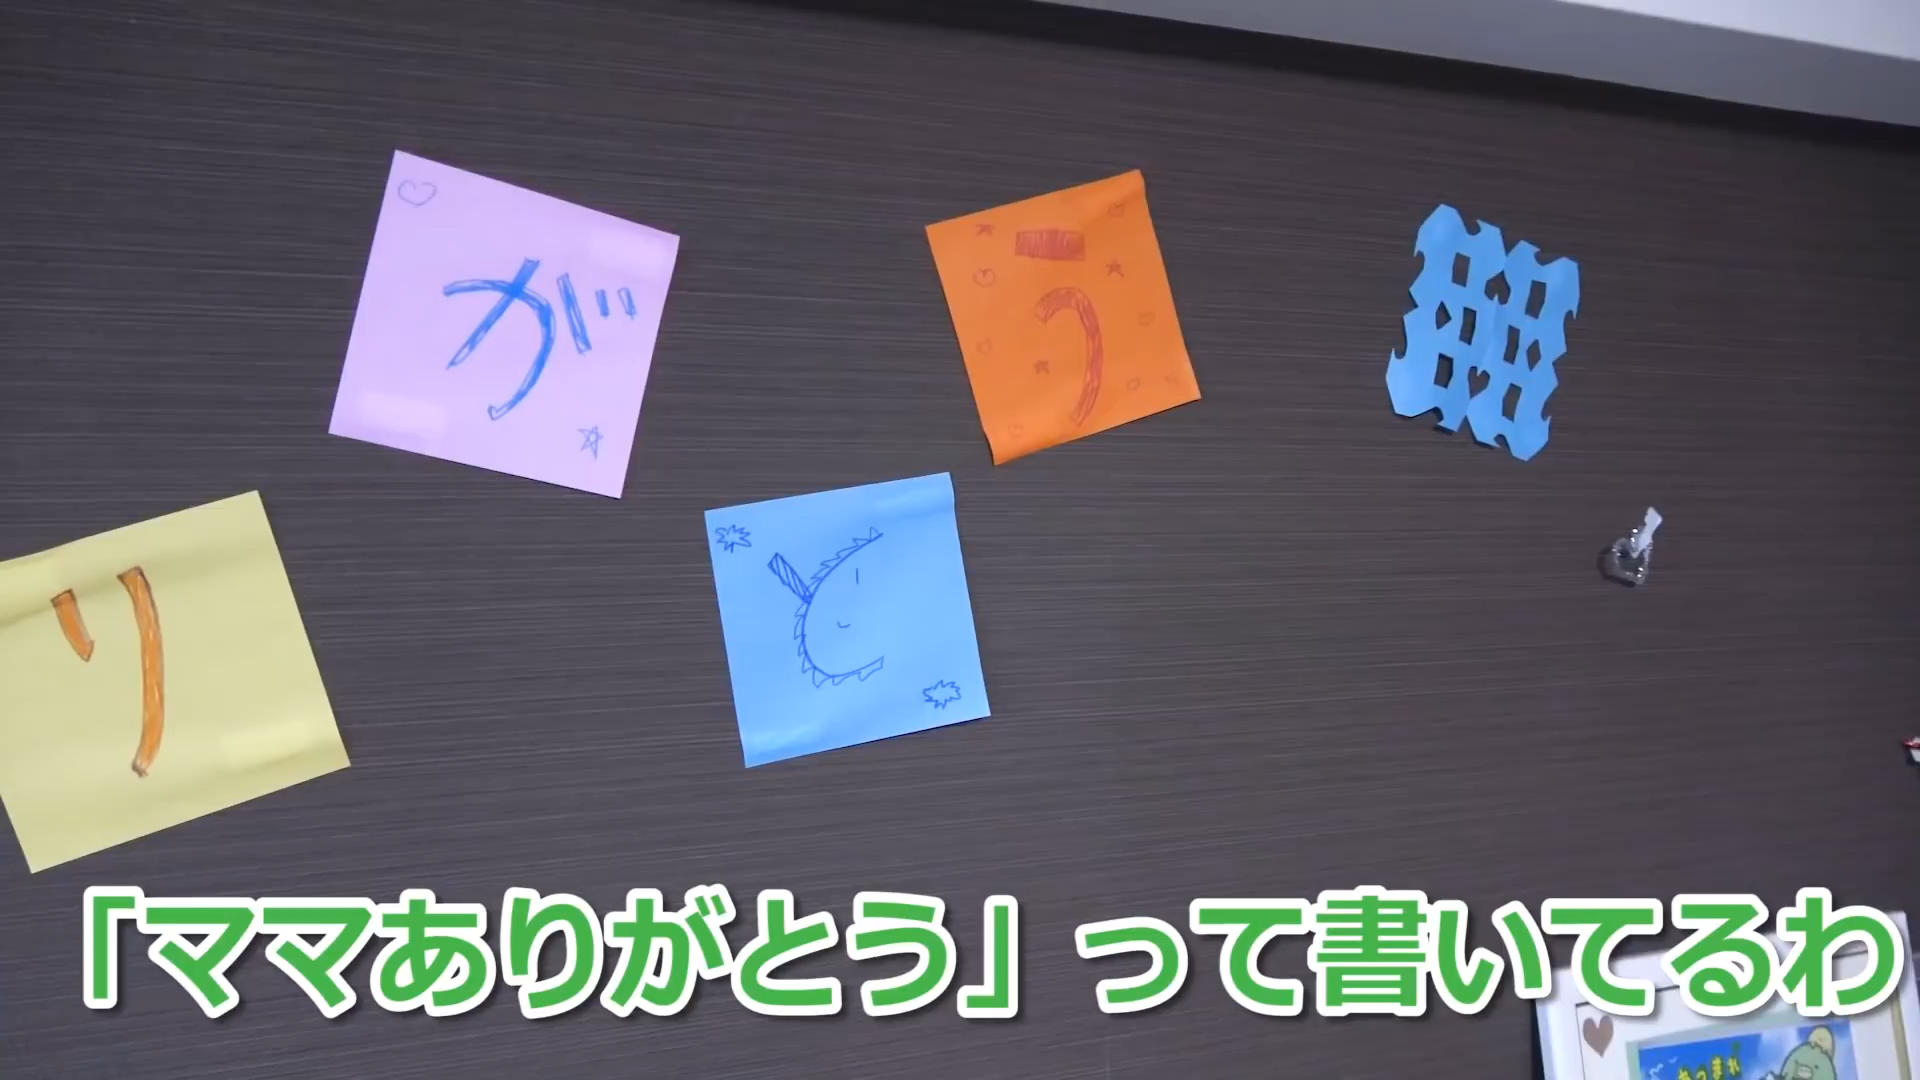 り
が
と
う
「ママありがとう」って書いてるわ